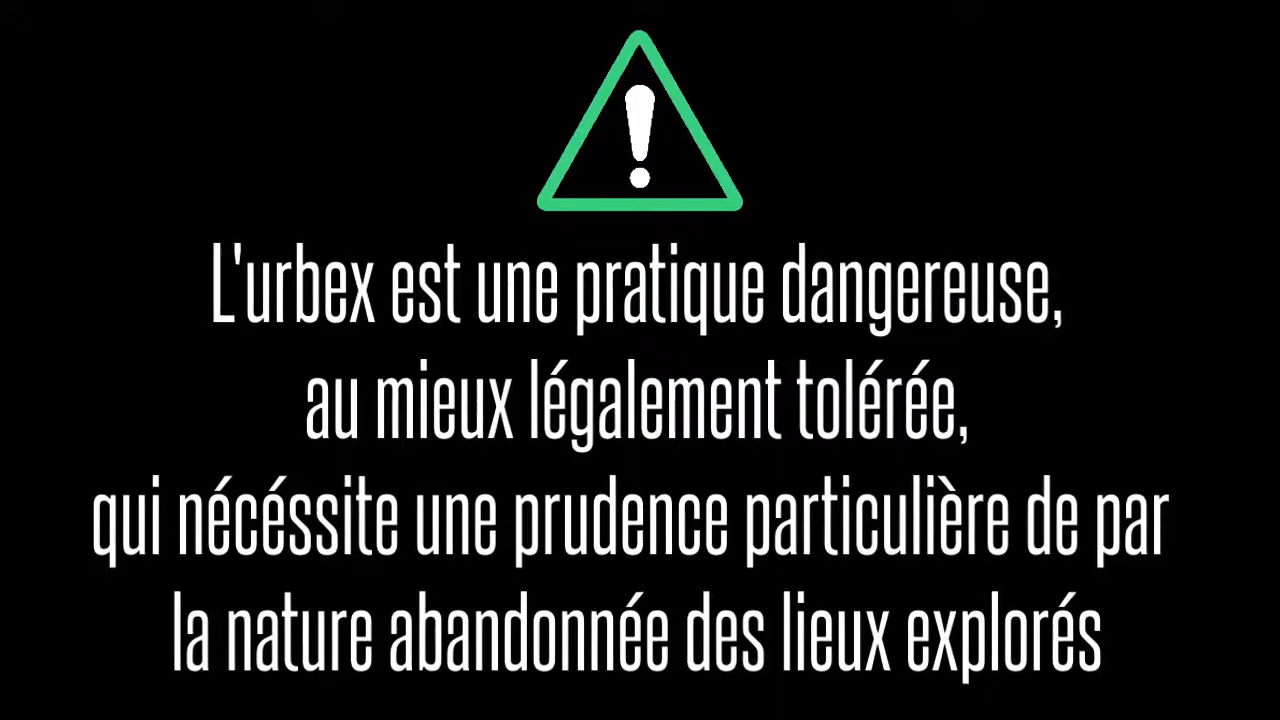 L'urbex est une pratique dangereuse,
au mieux légalement tolérée,
qui nécéssite une prudence particulière de par
la nature abandonnée des lieux explorés